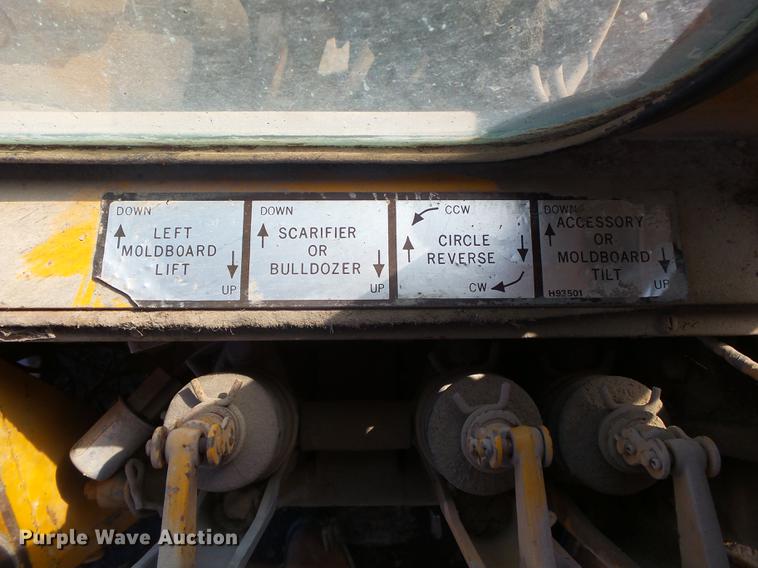 DOWN
LEFT
MOLDBOARD
LIFT
UP
DOWN
SCARIFIER
OR
BULLDOZER
UP
CCW
CIRCLE
REVERSE
CW
DOWN
ACCESSORY
OR
MOLDBOARD
TILT
UP
H93501
Purple Wave Auction